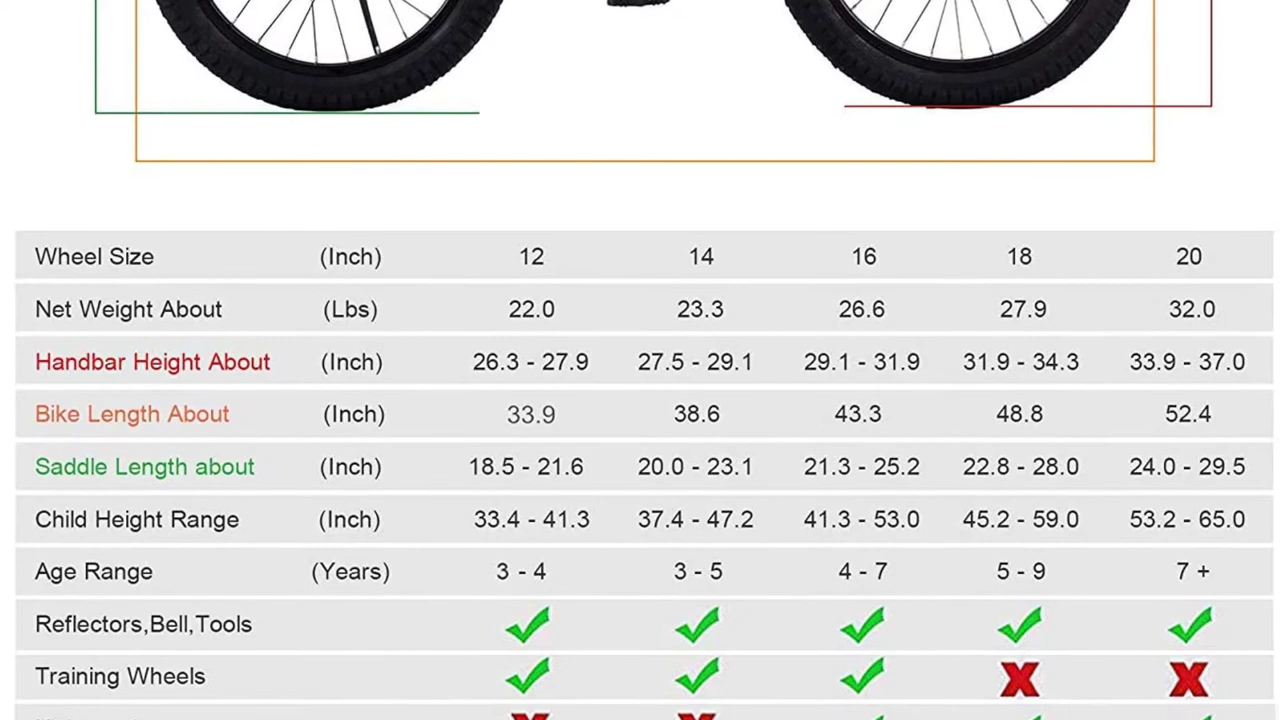 Wheel Size (Inch) 12 14 16 18 20
Net Weight About (Lbs) 22.0 23.3 26.6 27.9 32.0
Handbar Height About (Inch) 26.3 - 27.9 27.5 - 29.1 29.1 - 31.9 31.9 - 34.3 33.9 - 37.0
Bike Length About (Inch) 33.9 38.6 43.3 48.8 52.4
Saddle Length about (Inch) 18.5 - 21.6 20.0 - 23.1 21.3 - 25.2 22.8 - 28.0 24.0 - 29.5
Child Height Range (Inch) 33.4 - 41.3 37.4 - 47.2 41.3 - 53.0 45.2 - 59.0 53.2 - 65.0
Age Range (Years) 3 - 4 3 - 5 4 - 7 5 - 9 7 +
Reflectors,Bell,Tools
Training Wheels